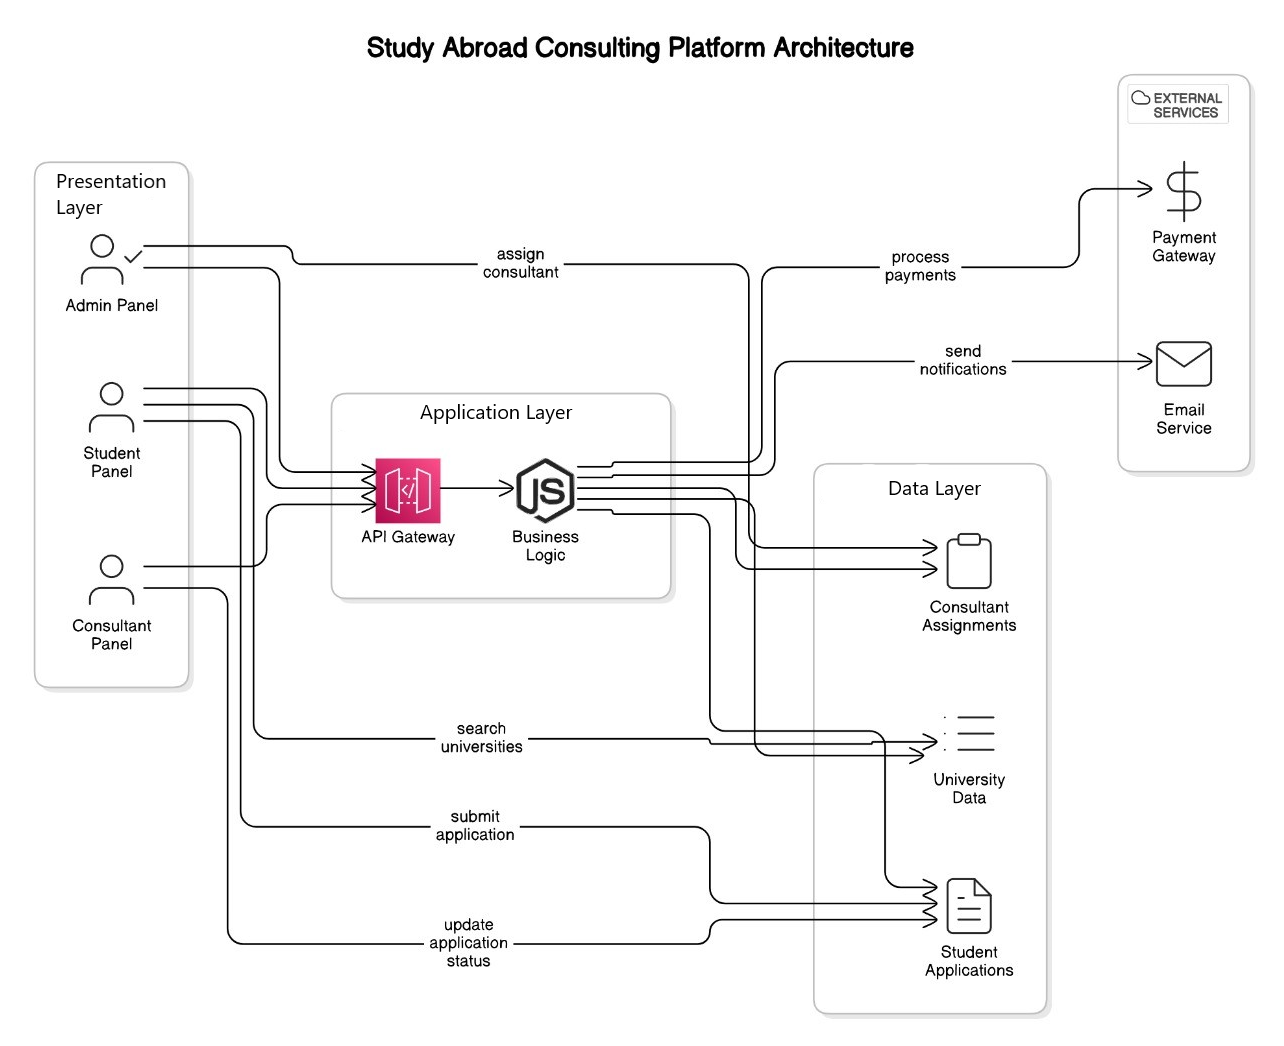 Study Abroad Consulting Platform Architecture
EXTERNAL
SERVICES
Payment
Gateway
Email
Service
Presentation
Layer
Admin Panel
Student
Panel
Consultant
Panel
assign
consultant
process
payments
send
notifications
Application Layer
API Gateway
JS
Business
Logic
Data Layer
Consultant
Assignments
University
Data
Student
Applications
search
universities
submit
application
update
application
status